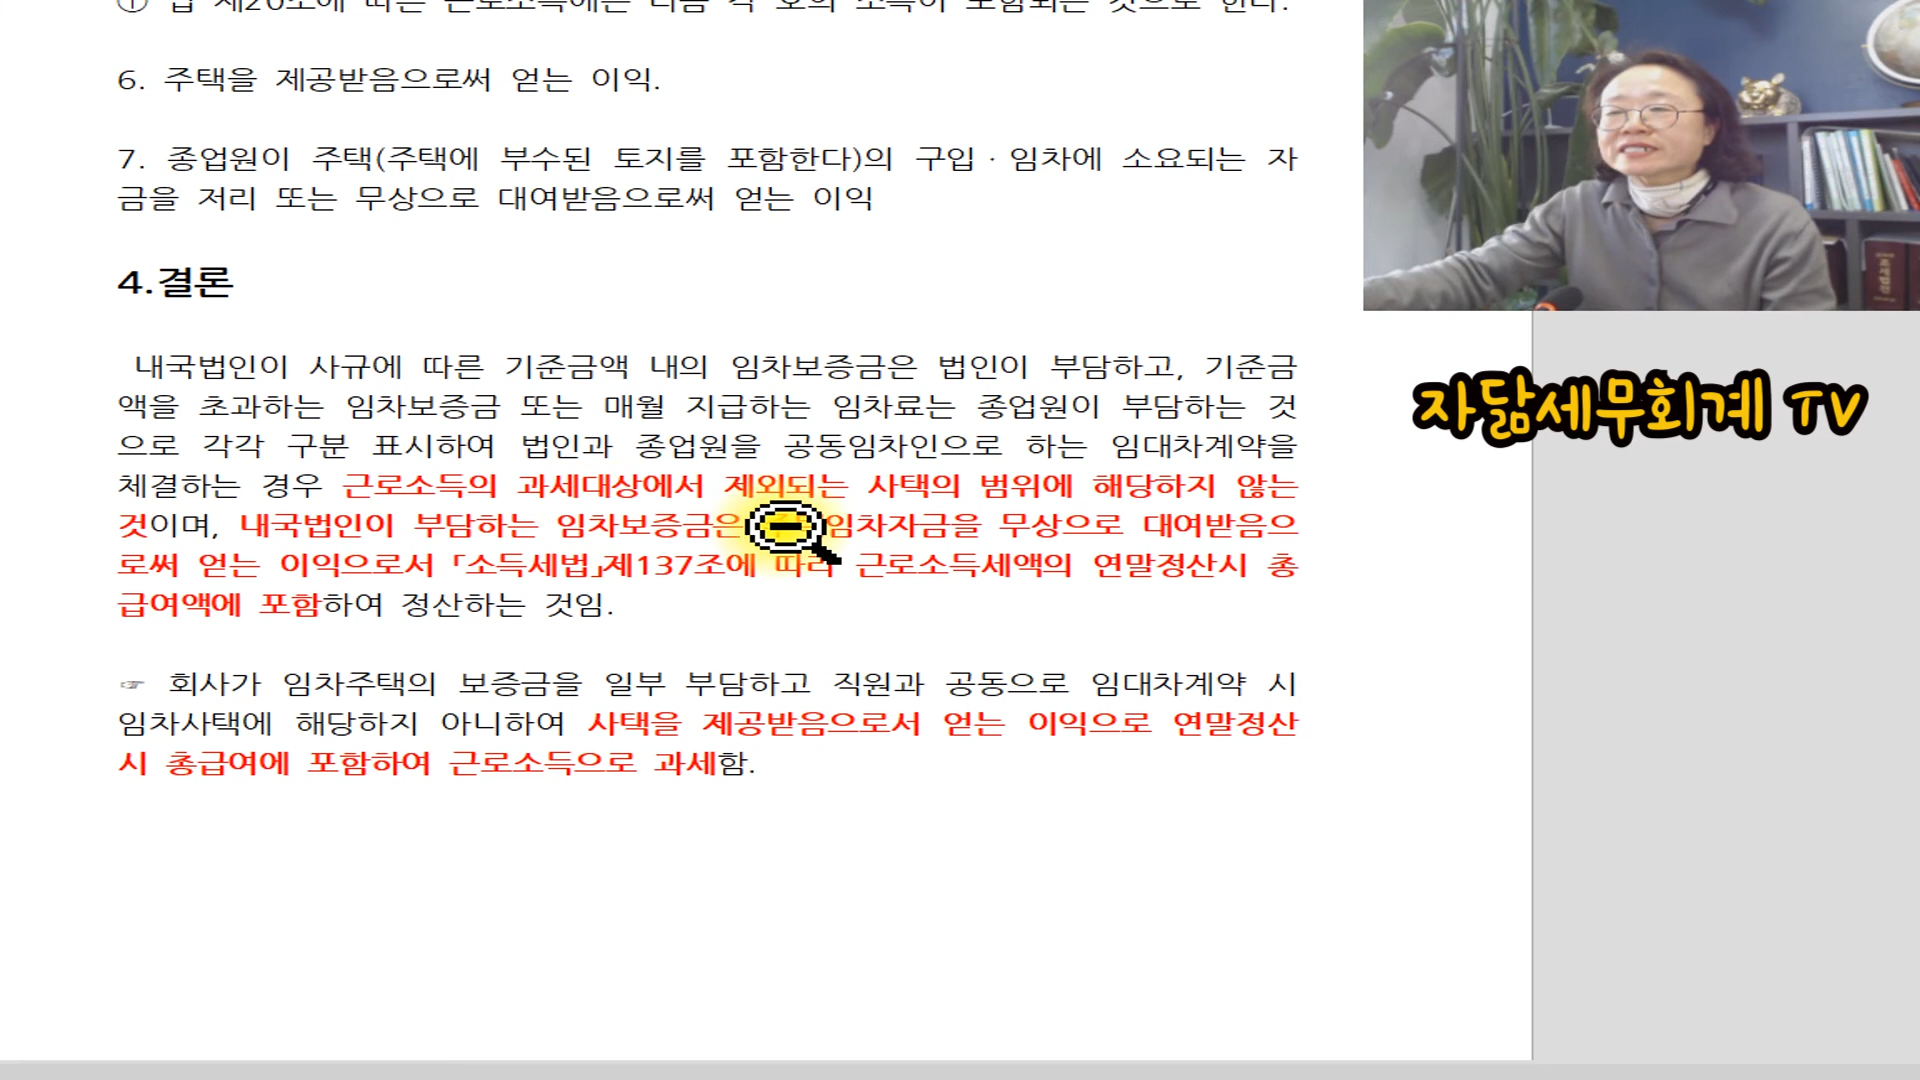 6. 주택을 제공받음으로써 얻는 이익.
7. 종업원이 주택(주택에 부수된 토지를 포함한다)의 구입 · 임차에 소요되는 자
금을 저리 또는 무상으로 대여받음으로써 얻는 이익
4.결론
내국법인이 사규에 따른 기준금액 내의 임차보증금은 법인이 부담하고, 기준금
액을 초과하는 임차보증금 또는 매월 지급하는 임차료는 종업원이 부담하는 것
으로 각각 구분 표시하여 법인과 종업원을 공동임차인으로 하는 임대차계약을
체결하는 경우 근로소득의 과세대상에서 제외되는 사택의 범위에 해당하지 않는
것이며, 내국법인이 부담하는 임차보증금은 임차자금을 무상으로 대여받음으
로써 얻는 이익으로서 「소득세법」제137조에 따라 근로소득세액의 연말정산시 총
급여액에 포함하여 정산하는 것임.
☞ 회사가 임차주택의 보증금을 일부 부담하고 직원과 공동으로 임대차계약 시
임차사택에 해당하지 아니하여 사택을 제공받음으로서 얻는 이익으로 연말정산
시 총급여에 포함하여 근로소득으로 과세함.
자닮세무회계 TV